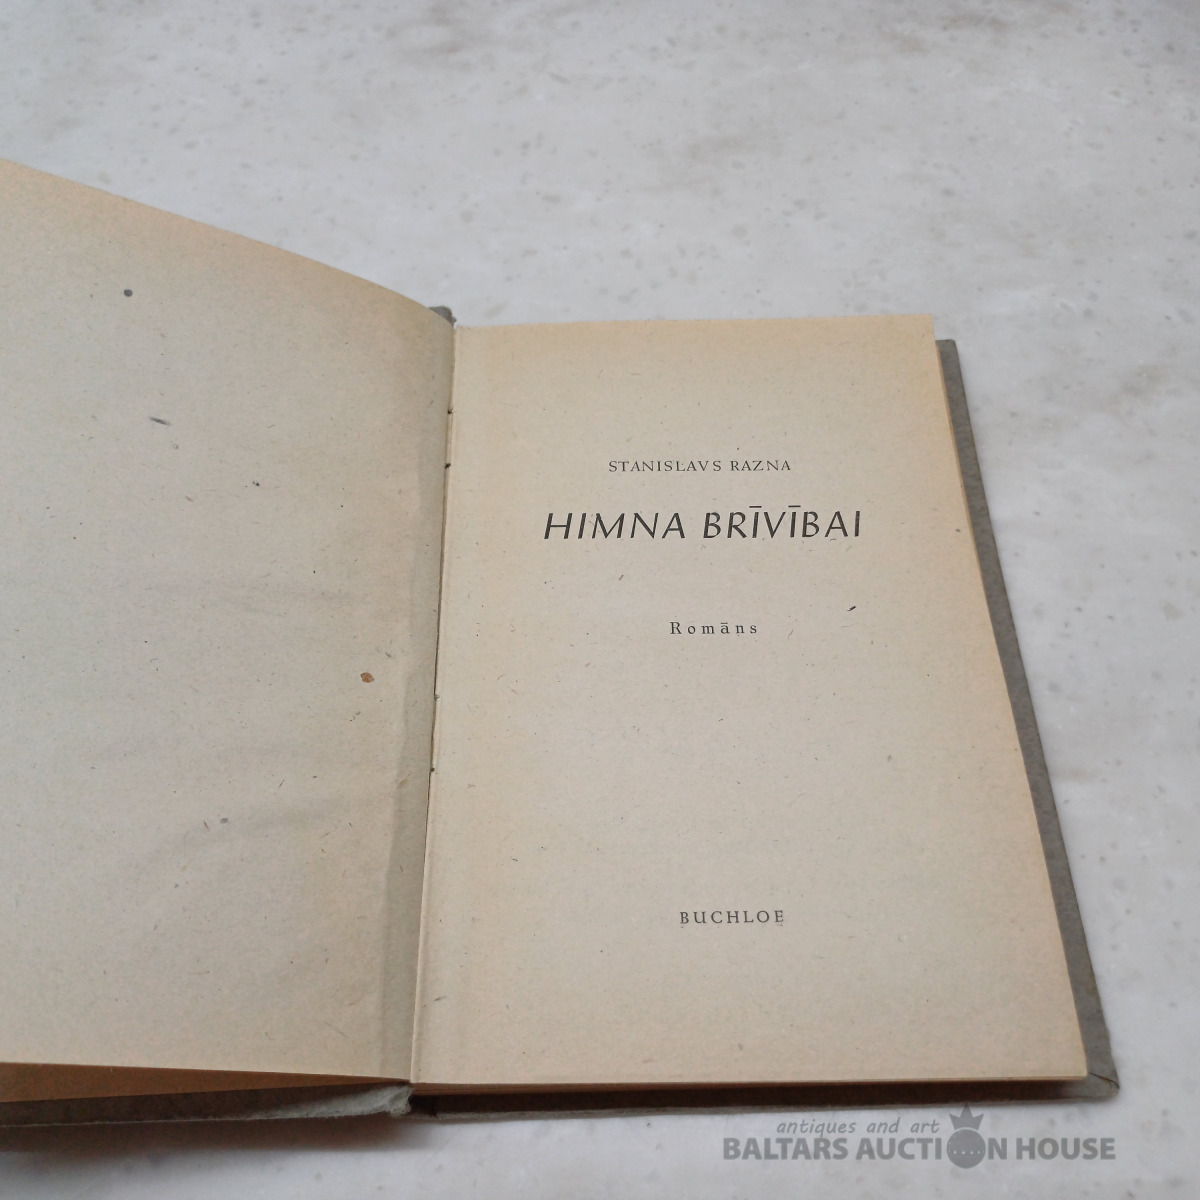 STANISLAVS RAZNA
HIMNA BRĪVĪBAI
Romāns
BUCHLOE
antiques and art
BALTARS AUCTION HOUSE